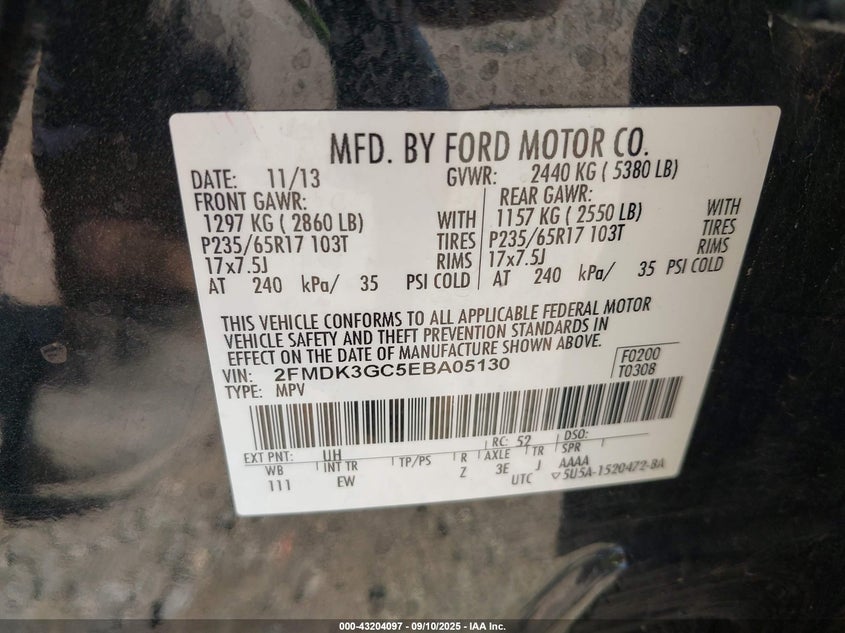 MFD. BY FORD MOTOR CO.
DATE: 11/13 GVWR: 2440 KG ( 5380 LB)
FRONT GAWR: REAR GAWR:
1297 KG ( 2860 LB) WITH 1157 KG ( 2550 LB) WITH
P235/65R17 103T TIRES P235/65R17 103T TIRES
17x7.5J RIMS 17x7.5J RIMS
AT 240 kPa/ 35 PSI COLD AT 240 kPa/ 35 PSI COLD
THIS VEHICLE CONFORMS TO ALL APPLICABLE FEDERAL MOTOR
VEHICLE SAFETY AND THEFT PREVENTION STANDARDS IN
EFFECT ON THE DATE OF MANUFACTURE SHOWN ABOVE.
VIN: 2FMDK3GC5EBA05130 F0200
TYPE: MPV T0308
EXT PNT: UH RC: 52 DSO:
WB INT TR TP/PS R AXLE TR SPR
111 EW Z 3E J AAAA
UTC ▽5U5A-1520472-BA
000-43204097 - 09/10/2025 - IAA Inc.